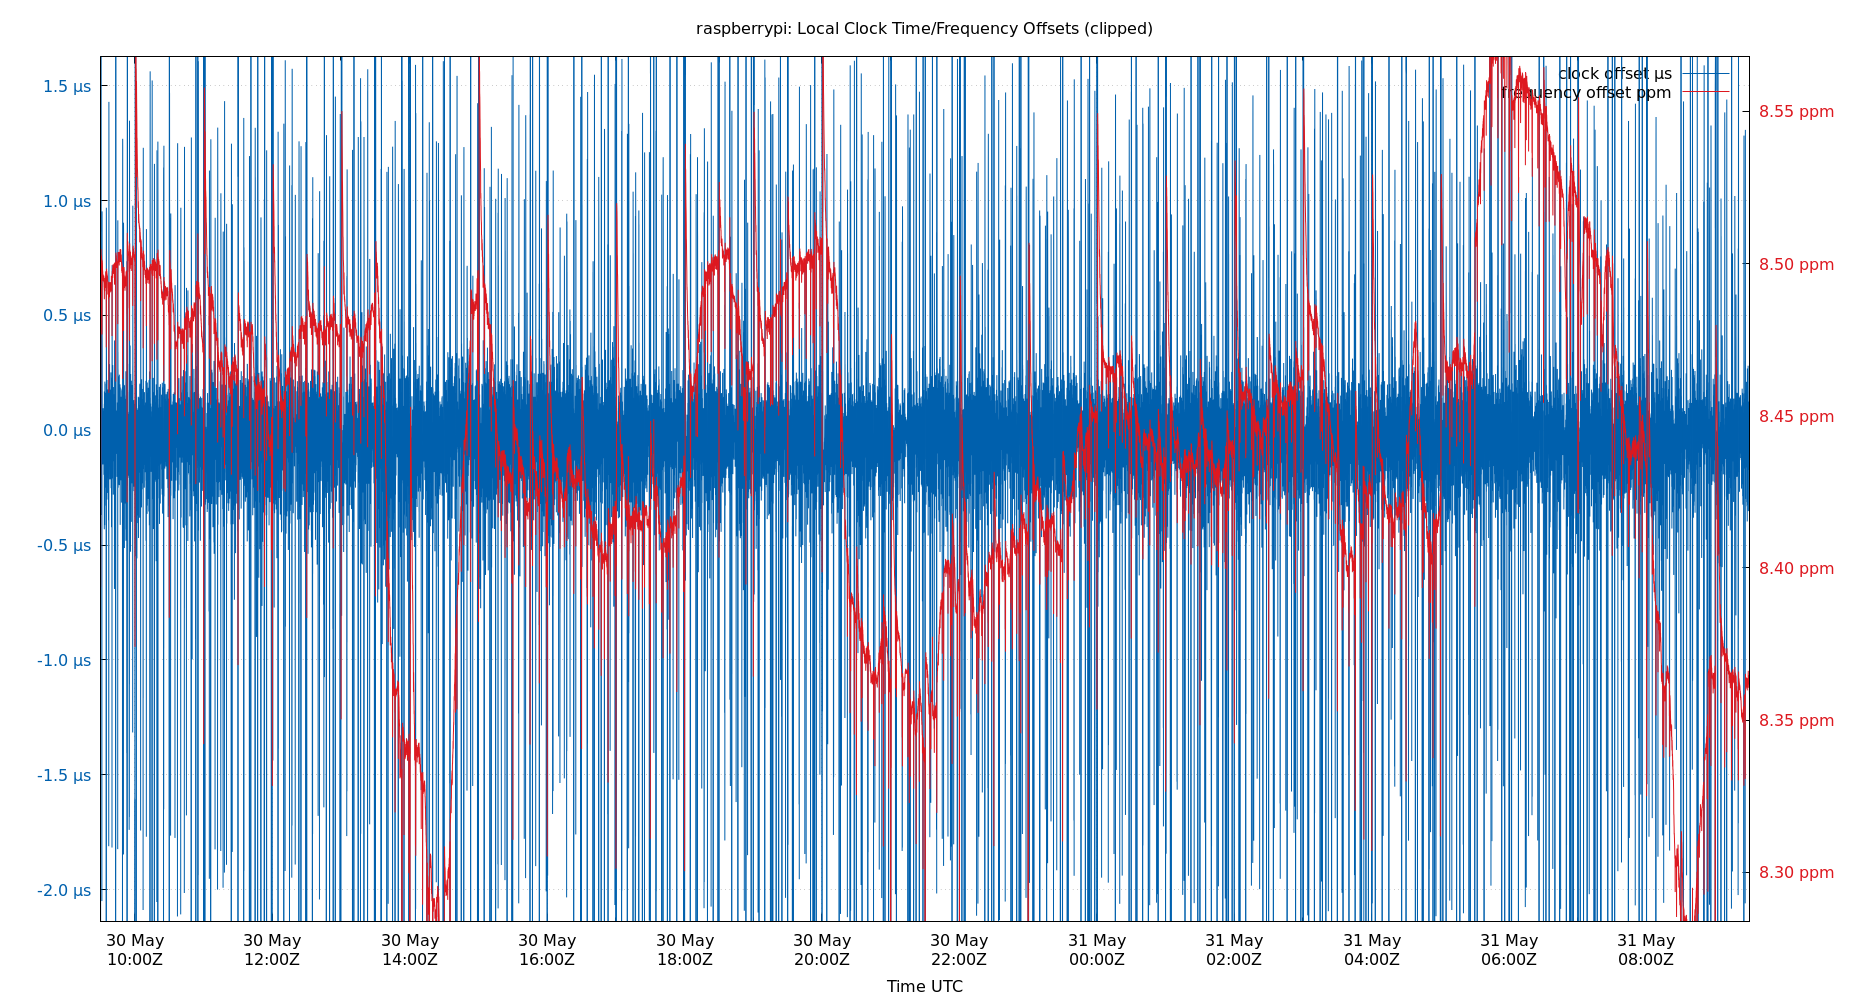 raspberrypi: Local Clock Time/Frequency Offsets (clipped)
clock offset µs
frequency offset ppm
1.5 µs
1.0 µs
0.5 µs
0.0 µs
-0.5 µs
-1.0 µs
-1.5 µs
-2.0 µs
8.55 ppm
8.50 ppm
8.45 ppm
8.40 ppm
8.35 ppm
8.30 ppm
30 May 30 May 30 May 30 May 30 May 30 May 30 May 31 May 31 May 31 May 31 May 31 May
10:00Z 12:00Z 14:00Z 16:00Z 18:00Z 20:00Z 22:00Z 00:00Z 02:00Z 04:00Z 06:00Z 08:00Z
Time UTC